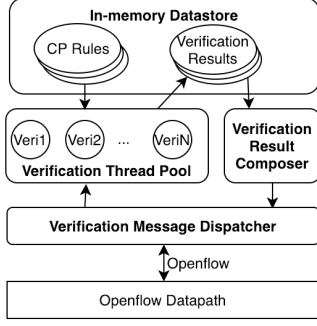 In-memory Datastore
CP Rules
Verification
Results
Veri1 Veri2 ... VeriN
Verification Thread Pool
Verification
Result
Composer
Verification Message Dispatcher
Openflow
Openflow Datapath